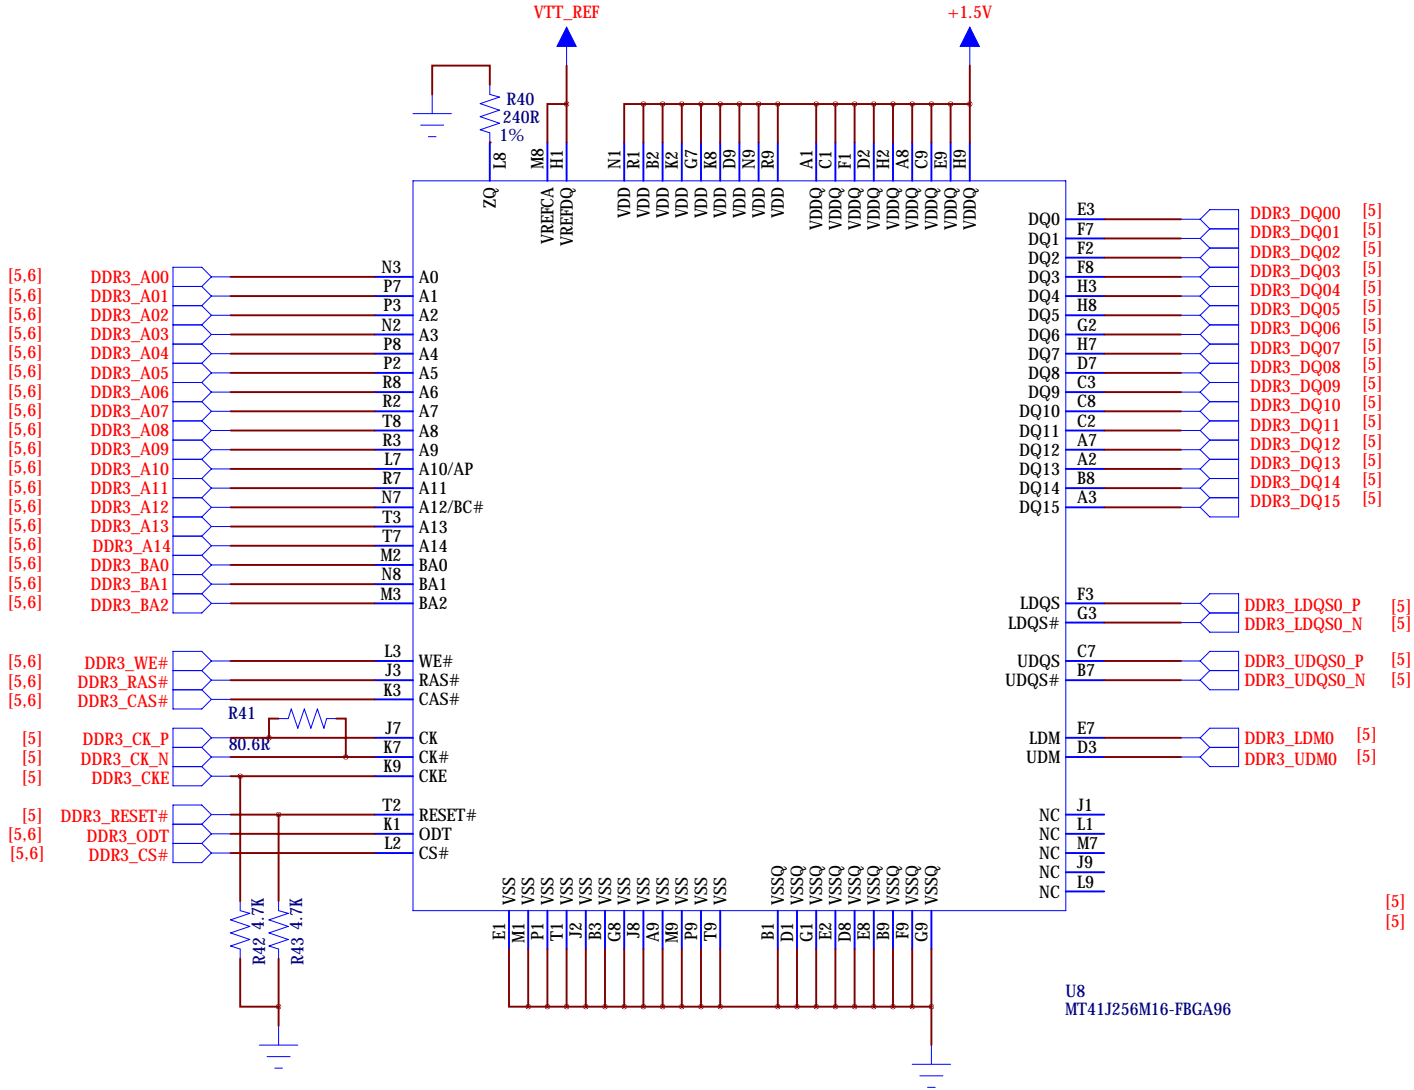 VTT_REF
+1.5V
R40
240R
1%
L8
M8
H1
N1
R1
B2
K2
G7
K8
D9
N9
R9
A1
C1
F1
D2
H2
A8
C9
E9
H9
ZQ
VREFCA
VREFDQ
VDD
VDD
VDD
VDD
VDD
VDD
VDD
VDD
VDD
VDDQ
VDDQ
VDDQ
VDDQ
VDDQ
VDDQ
VDDQ
VDDQ
VDDQ
[5,6] DDR3_A00 N3 A0
[5,6] DDR3_A01 P7 A1
[5,6] DDR3_A02 P3 A2
[5,6] DDR3_A03 N2 A3
[5,6] DDR3_A04 P8 A4
[5,6] DDR3_A05 P2 A5
[5,6] DDR3_A06 R8 A6
[5,6] DDR3_A07 R2 A7
[5,6] DDR3_A08 T8 A8
[5,6] DDR3_A09 R3 A9
[5,6] DDR3_A10 L7 A10/AP
[5,6] DDR3_A11 R7 A11
[5,6] DDR3_A12 N7 A12/BC#
[5,6] DDR3_A13 T3 A13
[5,6] DDR3_A14 T7 A14
[5,6] DDR3_BA0 M2 BA0
[5,6] DDR3_BA1 N8 BA1
[5,6] DDR3_BA2 M3 BA2
[5,6] DDR3_WE# L3 WE#
[5,6] DDR3_RAS# J3 RAS#
[5,6] DDR3_CAS# K3 CAS#
R41
80.6R
[5] DDR3_CK_P J7 CK
[5] DDR3_CK_N K7 CK#
[5] DDR3_CKE K9 CKE
[5] DDR3_RESET# T2 RESET#
[5,6] DDR3_ODT K1 ODT
[5,6] DDR3_CS# L2 CS#
DQ0 E3 DDR3_DQ00 [5]
DQ1 F7 DDR3_DQ01 [5]
DQ2 F2 DDR3_DQ02 [5]
DQ3 F8 DDR3_DQ03 [5]
DQ4 H3 DDR3_DQ04 [5]
DQ5 H8 DDR3_DQ05 [5]
DQ6 G2 DDR3_DQ06 [5]
DQ7 H7 DDR3_DQ07 [5]
DQ8 D7 DDR3_DQ08 [5]
DQ9 C3 DDR3_DQ09 [5]
DQ10 C8 DDR3_DQ10 [5]
DQ11 C2 DDR3_DQ11 [5]
DQ12 A7 DDR3_DQ12 [5]
DQ13 A2 DDR3_DQ13 [5]
DQ14 B8 DDR3_DQ14 [5]
DQ15 A3 DDR3_DQ15 [5]
LDQS F3 DDR3_LDQS0_P [5]
LDQS# G3 DDR3_LDQS0_N [5]
UDQS C7 DDR3_UDQS0_P [5]
UDQS# B7 DDR3_UDQS0_N [5]
LDM E7 DDR3_LDM0 [5]
UDM D3 DDR3_UDM0 [5]
NC J1
NC L1
NC M7
NC J9
NC L9
[5]
[5]
R42 4.7K
R43 4.7K
VSS
VSS
VSS
VSS
VSS
VSS
VSS
VSS
VSS
VSS
VSS
VSS
VSSQ
VSSQ
VSSQ
VSSQ
VSSQ
VSSQ
VSSQ
VSSQ
VSSQ
E1
M1
P1
T1
J2
B3
G8
J8
A9
M9
P9
T9
B1
D1
G1
E2
D8
E8
B9
F9
G9
U8
MT41J256M16-FBGA96